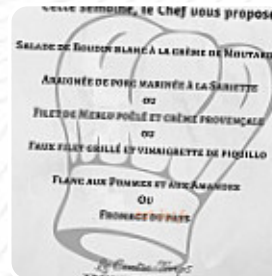 Cette semaine, le Chef vous propose
Salade de Boudin blanc à la crème de Moutard
Araignée de porc marinée à la Sariette
ou
Filet de Merlu poêlé et crème provençale
ou
Faux filet grillé et vinaigrette de piquillo
Flanc aux Pommes et aux Amandes
Ou
Fromage du pays